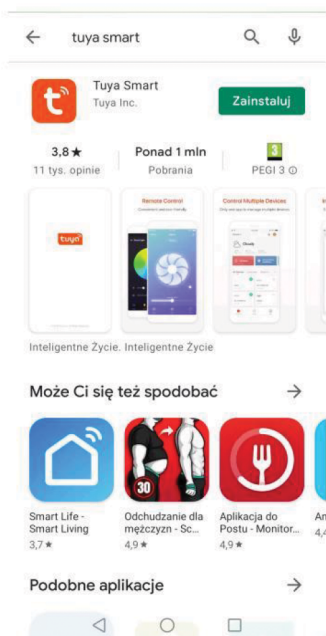 tuya smart
Tuya Smart
Tuya Inc.
Zainstaluj
3,8★ Ponad 1 mln 3
11 tys. opinie Pobrania PEGI 3
tuya
Remote Control
Control Multiple Devices
Inteligentne Życie. Inteligentne Życie
Może Ci się też spodobać
30
Smart Life - Smart Living
3,7★
Odchudzanie dla
mężczyzn - Sc...
4,9★
Aplikacja do
Postu - Monitor...
4,9★
4,4
Podobne aplikacje